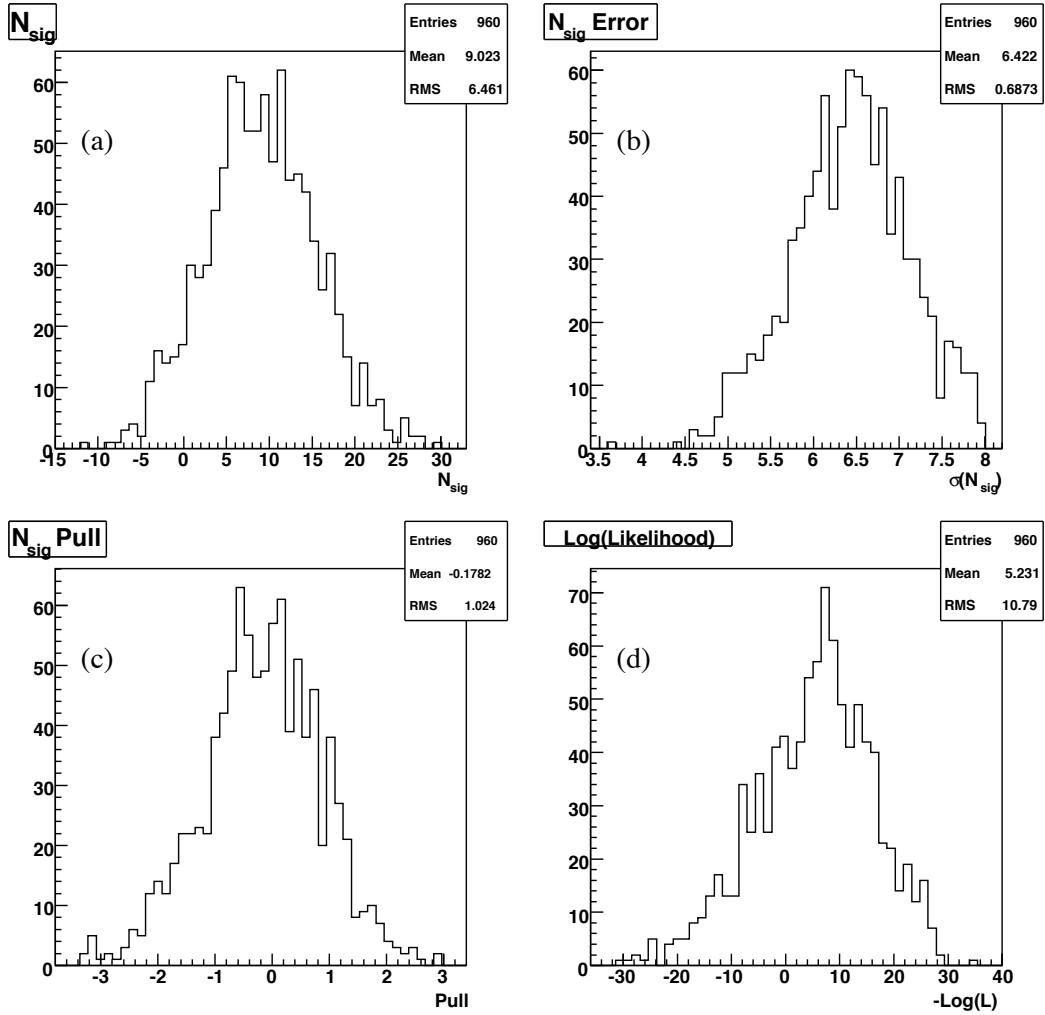 N_sig
Entries 960
Mean 9.023
RMS 6.461
(a)
60
50
40
30
20
10
0
-15 -10 -5 0 5 10 15 20 25 30
N_sig
N_sig Error
Entries 960
Mean 6.422
RMS 0.6873
(b)
60
50
40
30
20
10
0
3.5 4 4.5 5 5.5 6 6.5 7 7.5 8
σ(N_sig)
N_sig Pull
Entries 960
Mean -0.1782
RMS 1.024
(c)
60
50
40
30
20
10
0
-3 -2 -1 0 1 2 3
Pull
Log(Likelihood)
Entries 960
Mean 5.231
RMS 10.79
(d)
70
60
50
40
30
20
10
0
-30 -20 -10 0 10 20 30 40
-Log(L)